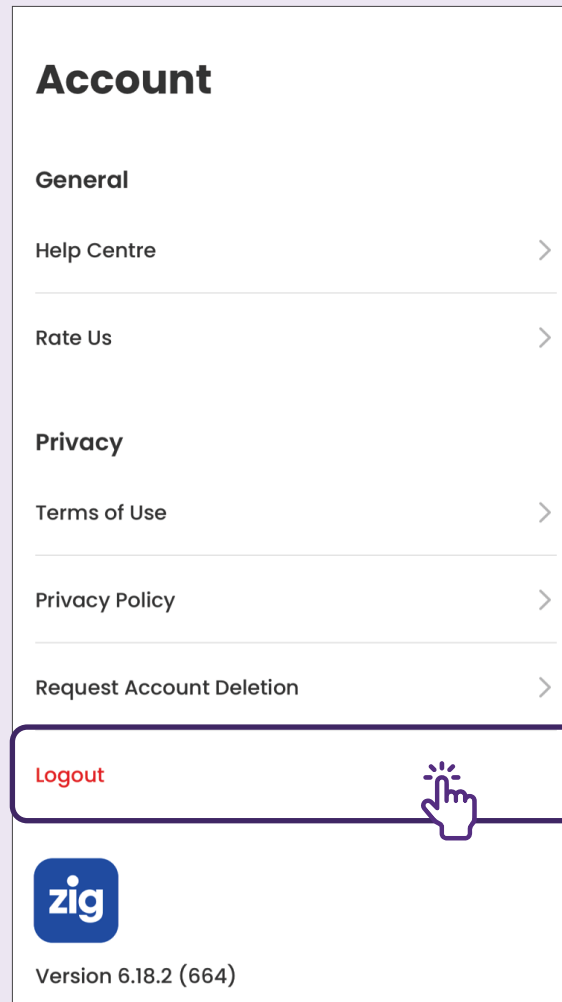 Account
General
Help Centre
Rate Us
Privacy
Terms of Use
Privacy Policy
Request Account Deletion
Logout
zig
Version 6.18.2 (664)